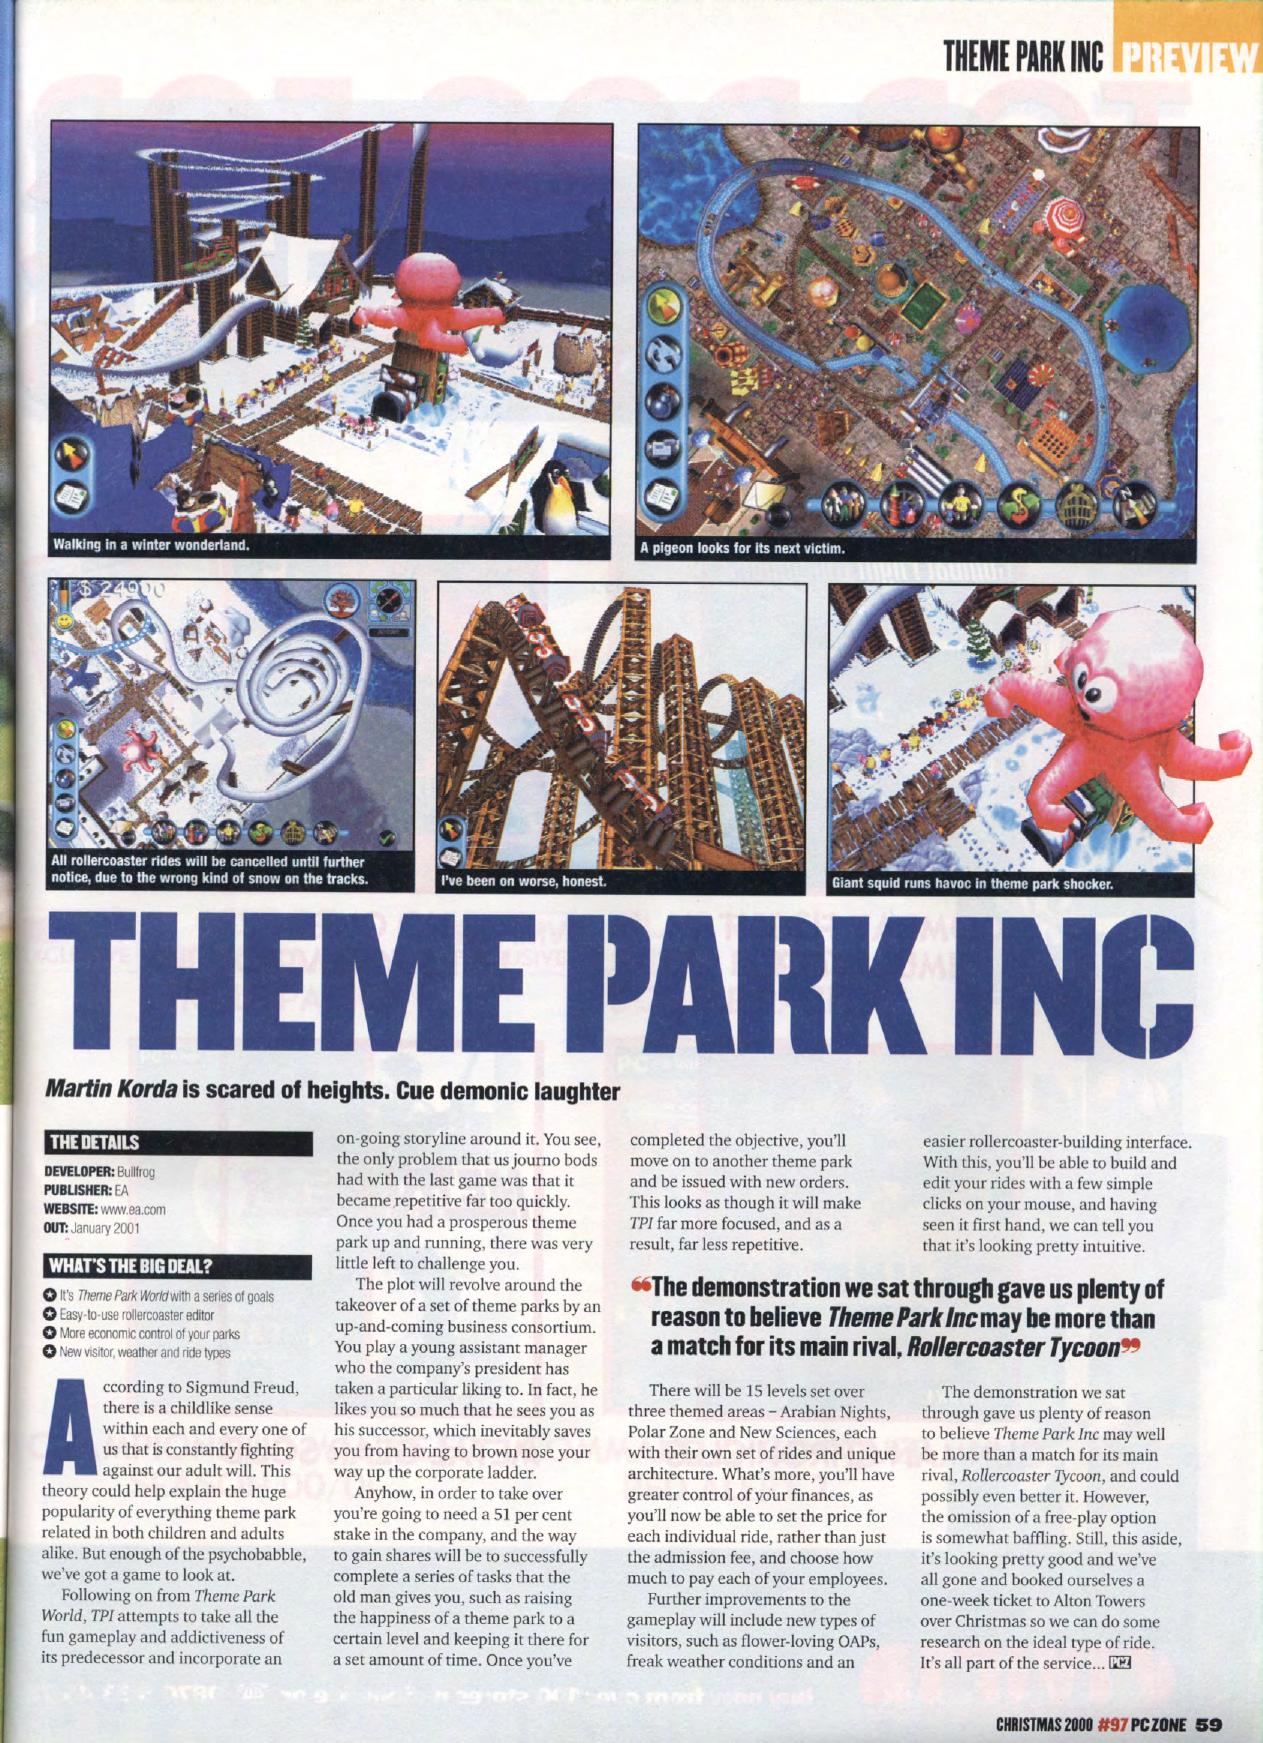 THEME PARK INC PREVIEW
Walking in a winter wonderland.
A pigeon looks for its next victim.
$ 24900
All rollercoaster rides will be cancelled until further
notice, due to the wrong kind of snow on the tracks.
I've been on worse, honest.
Giant squid runs havoc in theme park shocker.
THEME PARK INC
Martin Korda is scared of heights. Cue demonic laughter
THE DETAILS
DEVELOPER: Bullfrog
PUBLISHER: EA
WEBSITE: www.ea.com
OUT: January 2001
WHAT'S THE BIG DEAL?
It's Theme Park World with a series of goals
Easy-to-use rollercoaster editor
More economic control of your parks
New visitor, weather and ride types
According to Sigmund Freud,
there is a childlike sense
within each and every one of
us that is constantly fighting
against our adult will. This
theory could help explain the huge
popularity of everything theme park
related in both children and adults
alike. But enough of the psychobabble,
we've got a game to look at.
Following on from Theme Park
World, TPI attempts to take all the
fun gameplay and addictiveness of
its predecessor and incorporate an
on-going storyline around it. You see,
the only problem that us journo bods
had with the last game was that it
became repetitive far too quickly.
Once you had a prosperous theme
park up and running, there was very
little left to challenge you.
The plot will revolve around the
takeover of a set of theme parks by an
up-and-coming business consortium.
You play a young assistant manager
who the company's president has
taken a particular liking to. In fact, he
likes you so much that he sees you as
his successor, which inevitably saves
you from having to brown nose your
way up the corporate ladder.
Anyhow, in order to take over
you're going to need a 51 per cent
stake in the company, and the way
to gain shares will be to successfully
complete a series of tasks that the
old man gives you, such as raising
the happiness of a theme park to a
certain level and keeping it there for
a set amount of time. Once you've
completed the objective, you'll
move on to another theme park
and be issued with new orders.
This looks as though it will make
TPI far more focused, and as a
result, far less repetitive.
easier rollercoaster-building interface.
With this, you'll be able to build and
edit your rides with a few simple
clicks on your mouse, and having
seen it first hand, we can tell you
that it's looking pretty intuitive.
“The demonstration we sat through gave us plenty of
reason to believe Theme Park Inc may be more than
a match for its main rival, Rollercoaster Tycoon”
There will be 15 levels set over
three themed areas – Arabian Nights,
Polar Zone and New Sciences, each
with their own set of rides and unique
architecture. What's more, you'll have
greater control of your finances, as
you'll now be able to set the price for
each individual ride, rather than just
the admission fee, and choose how
much to pay each of your employees.
Further improvements to the
gameplay will include new types of
visitors, such as flower-loving OAPs,
freak weather conditions and an
The demonstration we sat
through gave us plenty of reason
to believe Theme Park Inc may well
be more than a match for its main
rival, Rollercoaster Tycoon, and could
possibly even better it. However,
the omission of a free-play option
is somewhat baffling. Still, this aside,
it's looking pretty good and we've
all gone and booked ourselves a
one-week ticket to Alton Towers
over Christmas so we can do some
research on the ideal type of ride.
It's all part of the service... PCZ
CHRISTMAS 2000 #97 PC ZONE 59